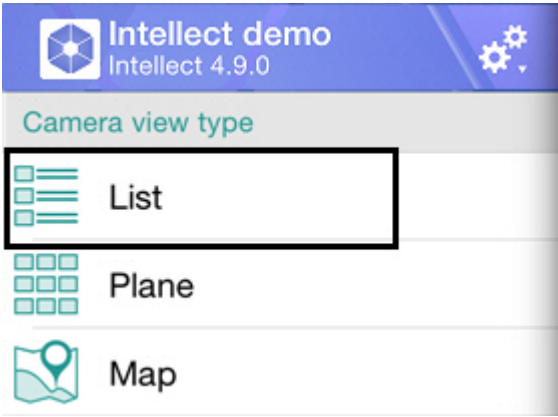 Intellect demo
Intellect 4.9.0
Camera view type
List
Plane
Map